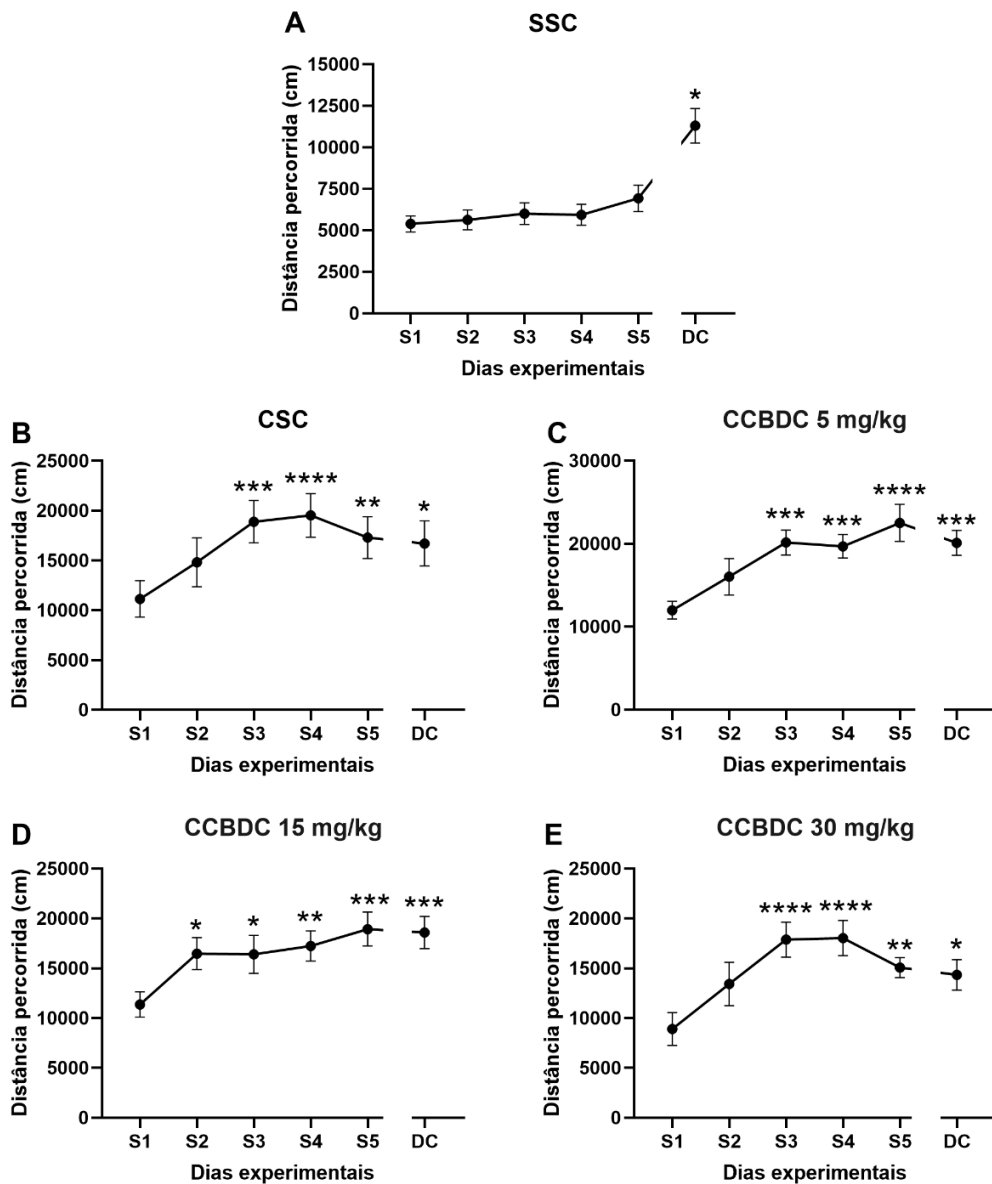 A
SSC
Distância percorrida (cm)
15000
12500
10000
7500
5000
2500
0
*
S1 S2 S3 S4 S5 DC
Dias experimentais
B
CSC
Distância percorrida (cm)
25000
20000
15000
10000
5000
0
*** **** ** *
S1 S2 S3 S4 S5 DC
Dias experimentais
C
CCBDC 5 mg/kg
Distância percorrida (cm)
30000
20000
10000
0
*** *** **** ***
S1 S2 S3 S4 S5 DC
Dias experimentais
D
CCBDC 15 mg/kg
Distância percorrida (cm)
25000
20000
15000
10000
5000
0
* * ** *** ***
S1 S2 S3 S4 S5 DC
Dias experimentais
E
CCBDC 30 mg/kg
Distância percorrida (cm)
25000
20000
15000
10000
5000
0
**** **** ** *
S1 S2 S3 S4 S5 DC
Dias experimentais